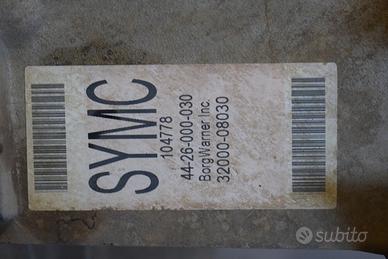 SYMC
104778
44-26-000-030
BorgWarner Inc.
32000-08030
subito